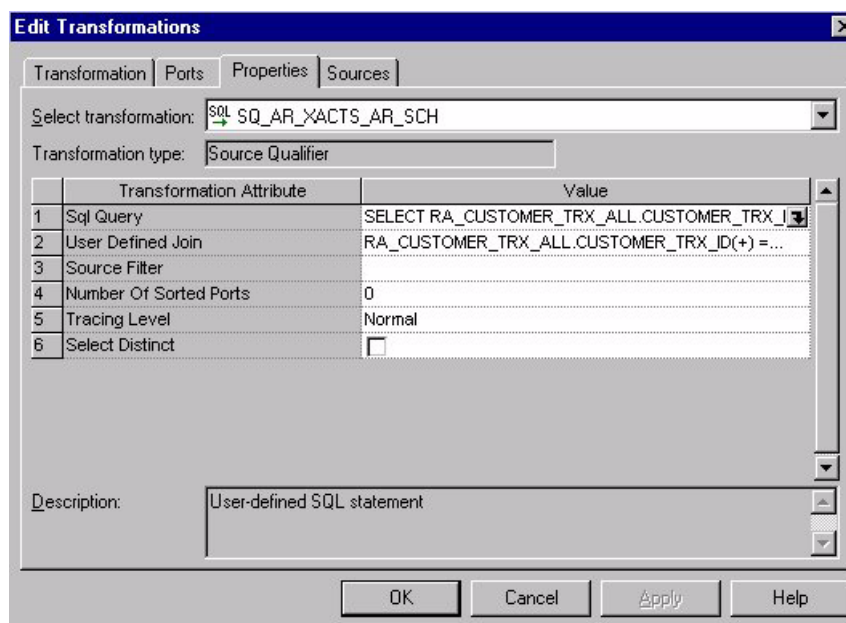 Edit Transformations
Transformation Ports Properties Sources
Select transformation: SQL SQ_AR_XACTS_AR_SCH
Transformation type: Source Qualifier
Transformation Attribute Value
1 Sql Query SELECT RA_CUSTOMER_TRX_ALL.CUSTOMER_TRX_I
2 User Defined Join RA_CUSTOMER_TRX_ALL.CUSTOMER_TRX_ID(+) =...
3 Source Filter
4 Number Of Sorted Ports 0
5 Tracing Level Normal
6 Select Distinct
Description: User-defined SQL statement
OK Cancel Apply Help